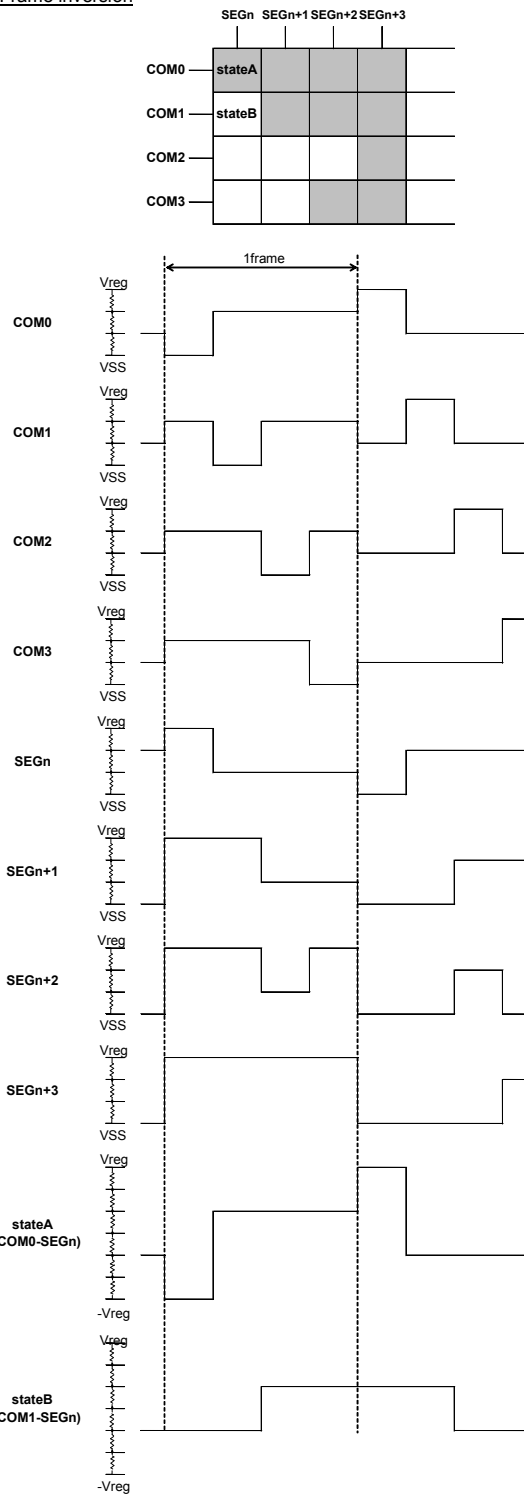 Frame inversion
SEGn SEGn+1 SEGn+2 SEGn+3
COM0 stateA
COM1 stateB
COM2
COM3
1frame
Vreg
COM0
VSS
Vreg
COM1
VSS
Vreg
COM2
VSS
Vreg
COM3
VSS
Vreg
SEGn
VSS
Vreg
SEGn+1
VSS
Vreg
SEGn+2
VSS
Vreg
SEGn+3
VSS
Vreg
stateA
COM0-SEGn)
-Vreg
Vreg
stateB
COM1-SEGn)
-Vreg